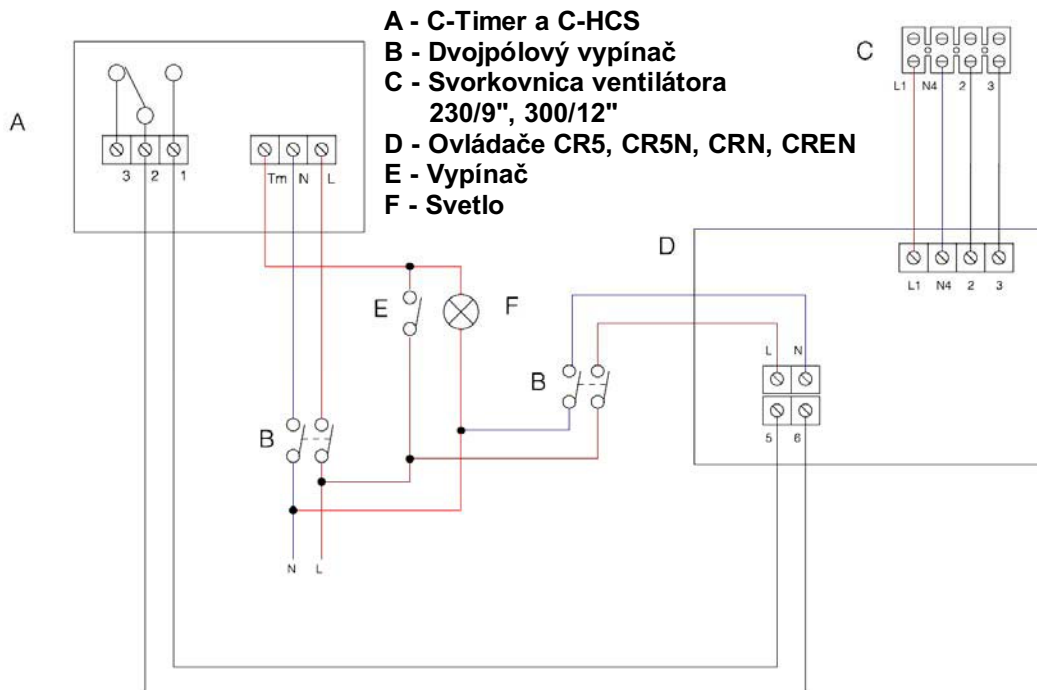 A - C-Timer a C-HCS
B - Dvojpólový vypínač
C - Svorkovnica ventilátora
230/9", 300/12"
D - Ovládače CR5, CR5N, CRN, CREN
E - Vypínač
F - Svetlo
A
3 2 1
Tm N L
C
L1 N4 2 3
D
L1 N4 2 3
E
F
B
L N
5 6
B
N L